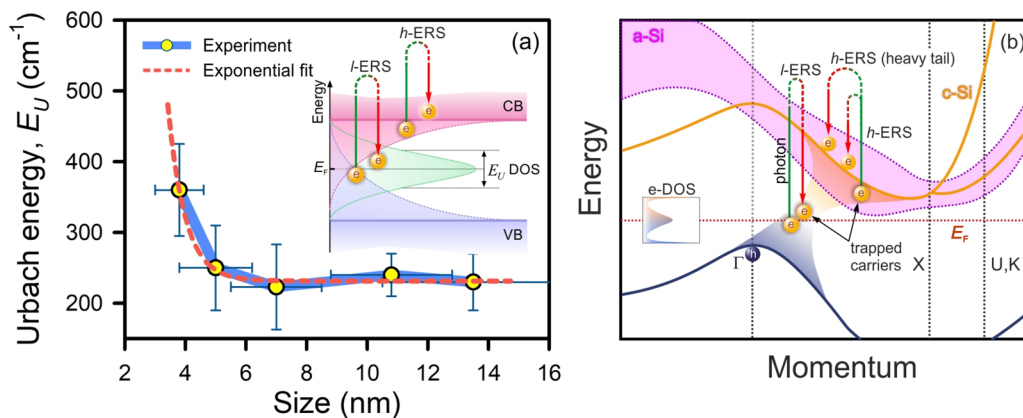 (a)
Experiment
Exponential fit
Urbach energy, E_U (cm⁻¹)
600
500
400
300
200
2
4
6
8
10
12
14
16
Size (nm)
Energy
l-ERS
h-ERS
CB
e
e
e
e
E_F
E_U DOS
VB
(b)
a-Si
l-ERS
h-ERS (heavy tail)
c-Si
h-ERS
photon
e
e
e
e
e
e-DOS
E_F
trapped
carriers
Γ
h
X
U,K
Energy
Momentum